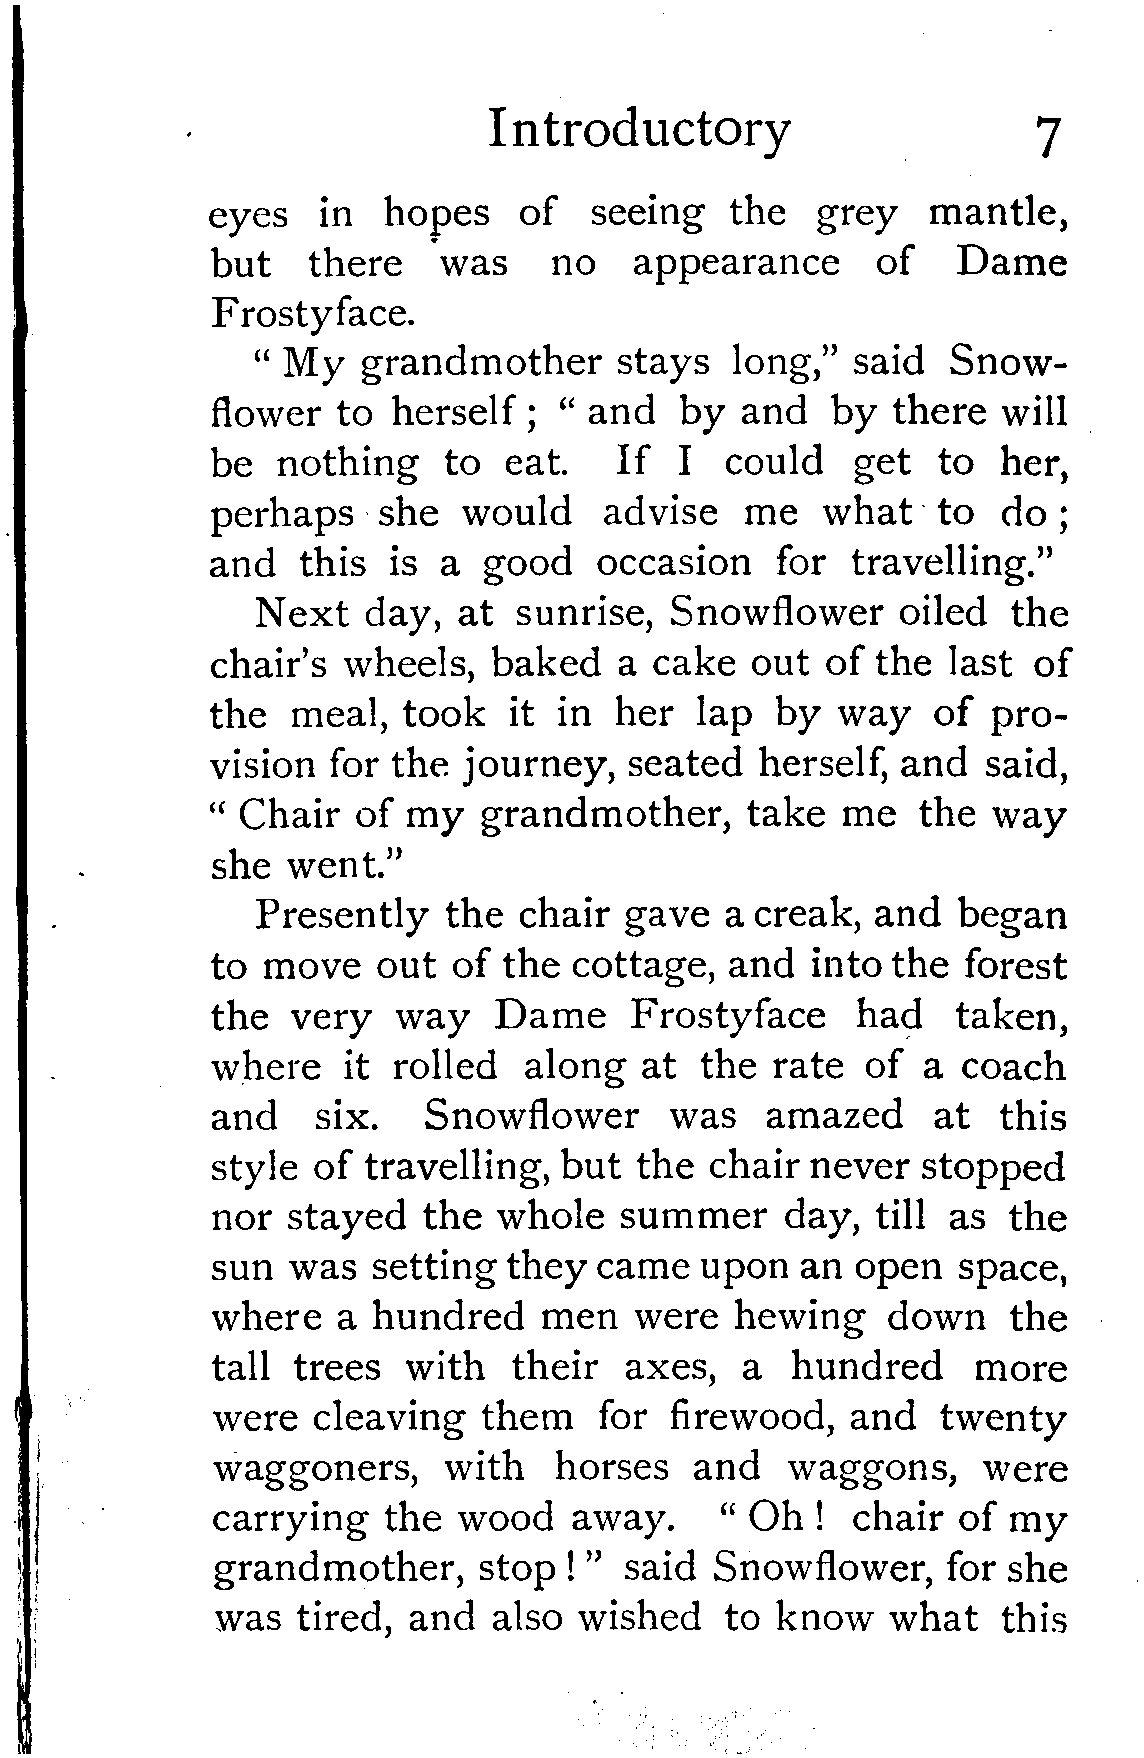 Introductory 7
eyes in hopes of seeing the grey mantle,
but there was no appearance of Dame
Frostyface.
“ My grandmother stays long,” said Snow-
flower to herself ; “ and by and by there will
be nothing to eat. If I could get to her,
perhaps she would advise me what to do ;
and this is a good occasion for travelling.”
Next day, at sunrise, Snowflower oiled the
chair’s wheels, baked a cake out of the last of
the meal, took it in her lap by way of pro-
vision for the journey, seated herself, and said,
“ Chair of my grandmother, take me the way
she went.”
Presently the chair gave a creak, and began
to move out of the cottage, and into the forest
the very way Dame Frostyface had taken,
where it rolled along at the rate of a coach
and six. Snowflower was amazed at this
style of travelling, but the chair never stopped
nor stayed the whole summer day, till as the
sun was setting they came upon an open space,
where a hundred men were hewing down the
tall trees with their axes, a hundred more
were cleaving them for firewood, and twenty
waggoners, with horses and waggons, were
carrying the wood away. “ Oh ! chair of my
grandmother, stop ! ” said Snowflower, for she
was tired, and also wished to know what this